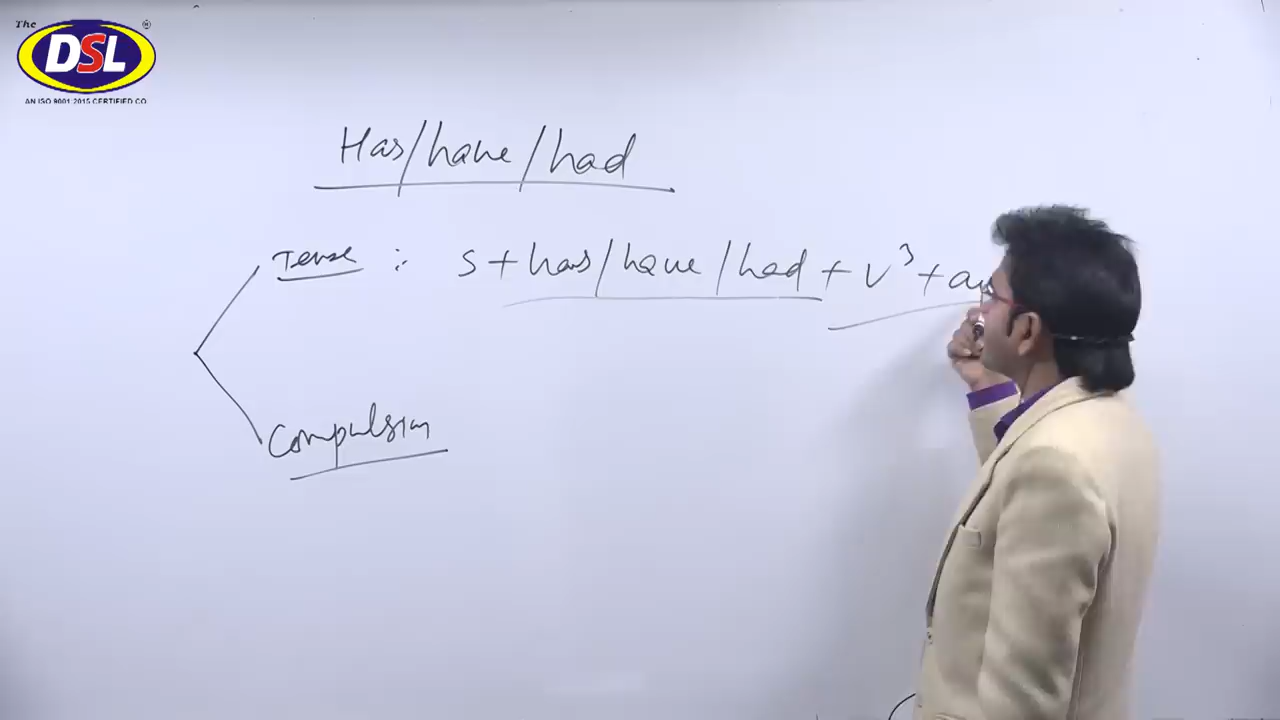 The
DSL
®
AN ISO 9001:2015 CERTIFIED CO
Has/have/had
Tense : S + has/have/had + V³ +
Compulsion